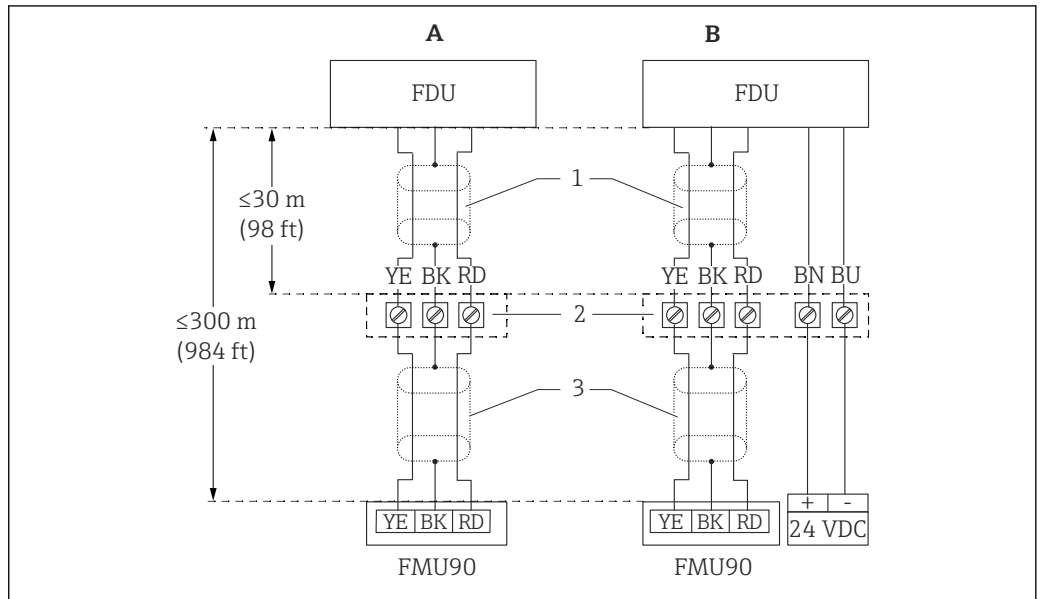 A B
FDU FDU
1
≤30 m
(98 ft)
YE BK RD YE BK RD BN BU
≤300 m
(984 ft)
2
3
YE BK RD YE BK RD + -
24 VDC
FMU90 FMU90